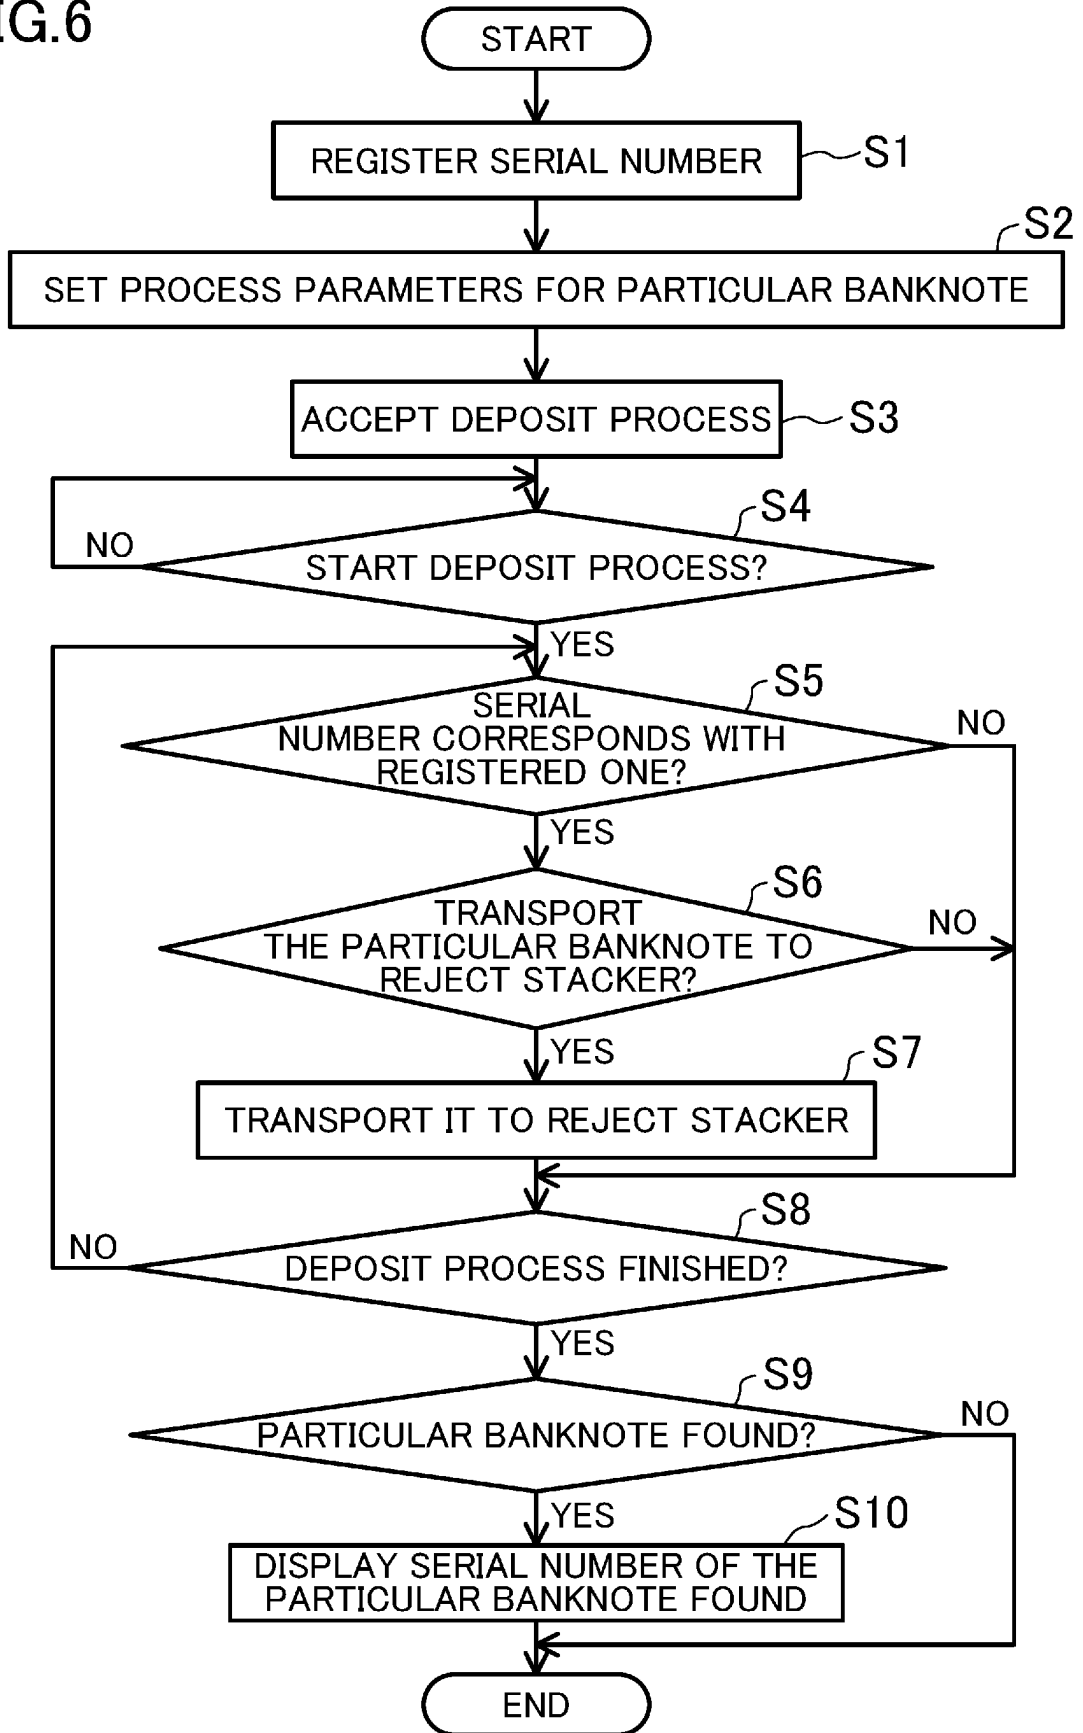 IG.6
START
REGISTER SERIAL NUMBER
S1
S2
SET PROCESS PARAMETERS FOR PARTICULAR BANKNOTE
ACCEPT DEPOSIT PROCESS
S3
S4
NO
START DEPOSIT PROCESS?
YES
S5
SERIAL
NUMBER CORRESPONDS WITH
REGISTERED ONE?
NO
YES
S6
TRANSPORT
THE PARTICULAR BANKNOTE TO
REJECT STACKER?
NO
YES
S7
TRANSPORT IT TO REJECT STACKER
S8
NO
DEPOSIT PROCESS FINISHED?
YES
S9
PARTICULAR BANKNOTE FOUND?
NO
YES
S10
DISPLAY SERIAL NUMBER OF THE
PARTICULAR BANKNOTE FOUND
END